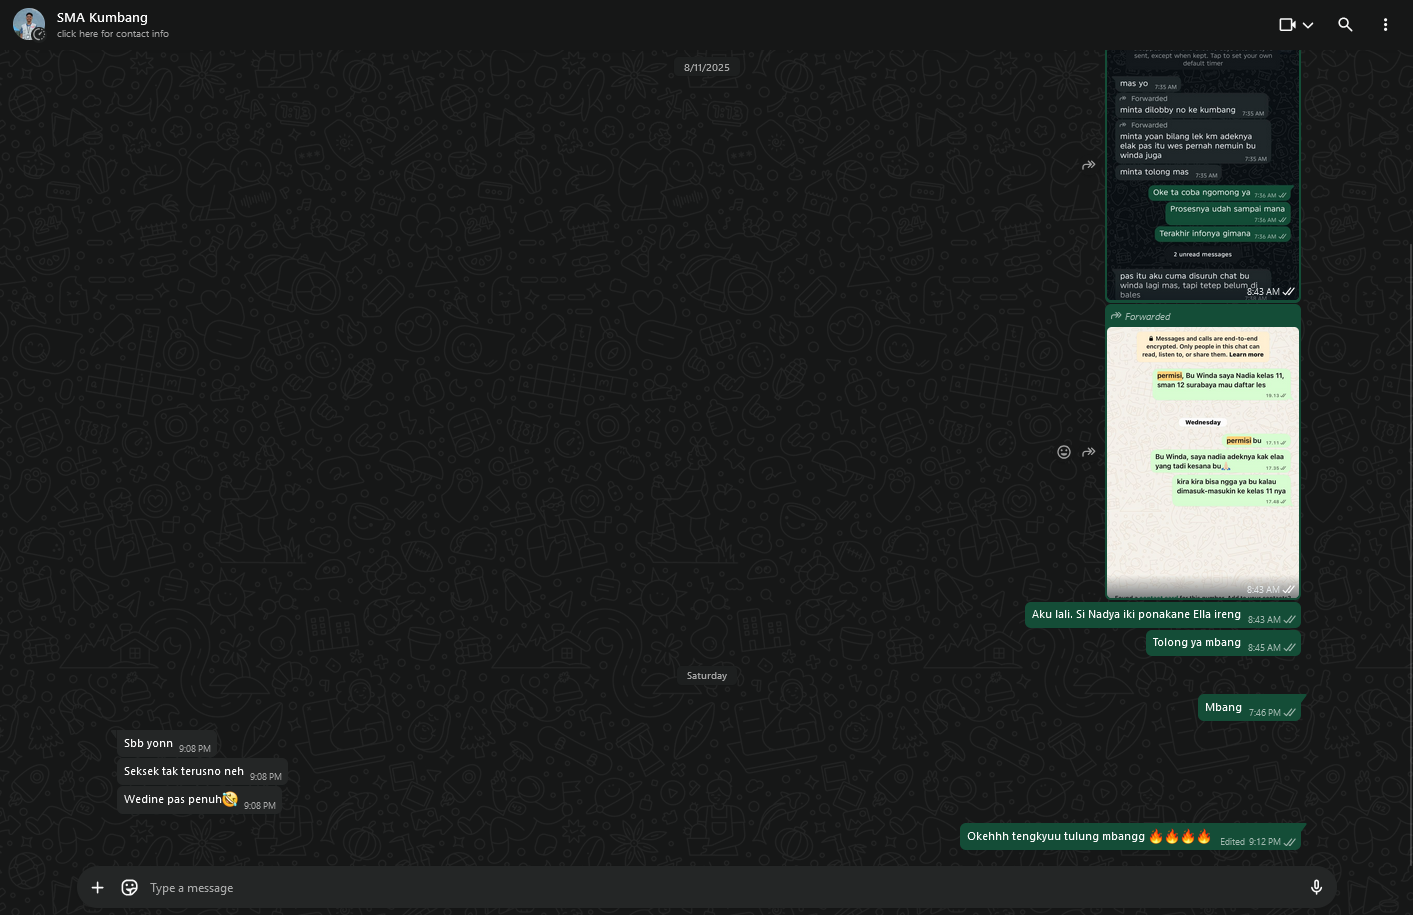 SMA Kumbang
click here for contact info
8/11/2025
sent, except when kept. Tap to set your own
default timer
mas yo 7:35 AM
Forwarded
minta dilobby no ke kumbang 7:35 AM
Forwarded
minta yoan bilang lek km adeknya
elak pas itu wes pernah nemuin bu
winda juga 7:35 AM
minta tolong mas 7:35 AM
Oke ta coba ngomong ya 7:36 AM
Prosesnya udah sampai mana
7:36 AM
Terakhir infonya gimana 7:36 AM
2 unread messages
pas itu aku cuma disuruh chat bu
winda lagi mas, tapi tetep belum di
bales
8:43 AM
Forwarded
Messages and calls are end-to-end
encrypted. Only people in this chat can
read, listen to, or share them. Learn more
permisi, Bu Winda saya Nadia kelas 11,
sman 12 surabaya mau daftar les
Wednesday
permisi bu 17.11
Bu Winda, saya nadia adeknya kak elaa
yang tadi kesana bu🙏🏻 17.35
kira kira bisa ngga ya bu kalau
dimasuk-masukin ke kelas 11 nya
17.48
8:43 AM
Aku lali. Si Nadya iki ponakane Ella ireng 8:43 AM
Tolong ya mbang 8:45 AM
Saturday
Mbang 7:46 PM
Sbb yonn 9:08 PM
Seksek tak terusno neh 9:08 PM
Wedine pas penuh🤣 9:08 PM
Okehhh tengkyuu tulung mbangg 🔥🔥🔥🔥 Edited 9:12 PM
Type a message